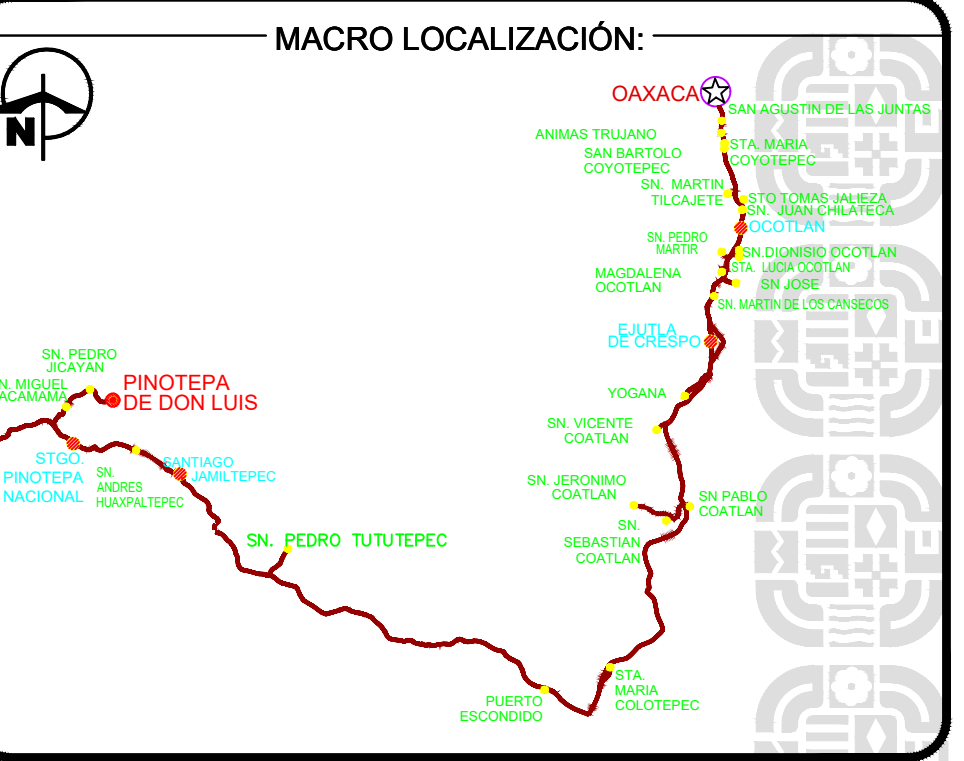 MACRO LOCALIZACIÓN:
N
OAXACA
SAN AGUSTIN DE LAS JUNTAS
ANIMAS TRUJANO
STA. MARIA
COYOTEPEC
SAN BARTOLO
COYOTEPEC
SN. MARTIN
TILCAJETE
STO TOMAS JALIEZA
SN. JUAN CHILATECA
OCOTLAN
SN. PEDRO
MARTIR
SN.DIONISIO OCOTLAN
STA. LUCIA OCOTLAN
MAGDALENA
OCOTLAN
SN JOSE
SN. MARTIN DE LOS CANSECOS
EJUTLA
DE CRESPO
SN. PEDRO
JICAYAN
N. MIGUEL
ACAMAMA
PINOTEPA
DE DON LUIS
YOGANA
SN. VICENTE
COATLAN
STGO.
PINOTEPA
NACIONAL
SN.
ANDRES
HUAXPALTEPEC
SANTIAGO
JAMILTEPEC
SN. JERONIMO
COATLAN
SN PABLO
COATLAN
SN.
SEBASTIAN
COATLAN
SN. PEDRO TUTUTEPEC
STA.
MARIA
COLOTEPEC
PUERTO
ESCONDIDO